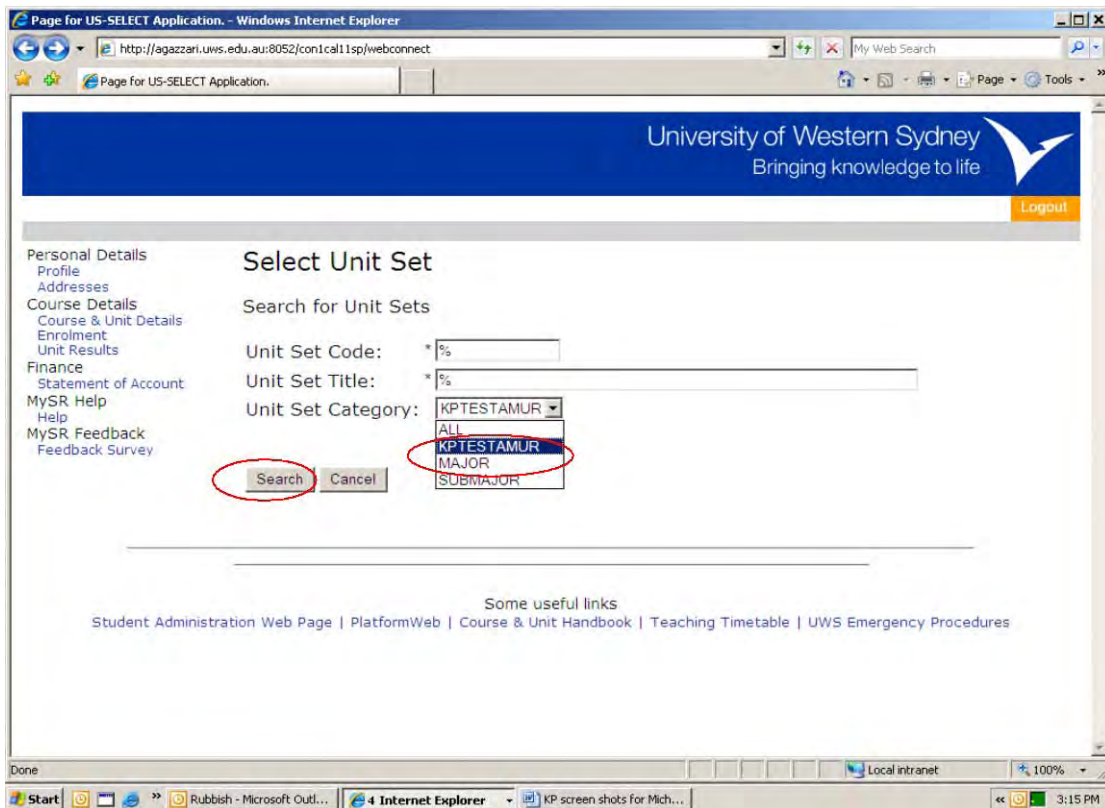 Page for US-SELECT Application. - Windows Internet Explorer
http://agazzari.uws.edu.au:8052/con1cal11sp/webconnect
My Web Search
Page for US-SELECT Application.
Page
Tools
University of Western Sydney
Bringing knowledge to life
Logout
Personal Details
Profile
Addresses
Course Details
Course & Unit Details
Enrolment
Unit Results
Finance
Statement of Account
MySR Help
Help
MySR Feedback
Feedback Survey
Select Unit Set
Search for Unit Sets
Unit Set Code: * %
Unit Set Title: * %
Unit Set Category: KPTESTAMUR
ALL
KPTESTAMUR
MAJOR
SUBMAJOR
Search Cancel
Some useful links
Student Administration Web Page | PlatformWeb | Course & Unit Handbook | Teaching Timetable | UWS Emergency Procedures
Done
Local intranet
100%
Start
Rubbish - Microsoft Outl...
4 Internet Explorer
KP screen shots for Mich...
3:15 PM